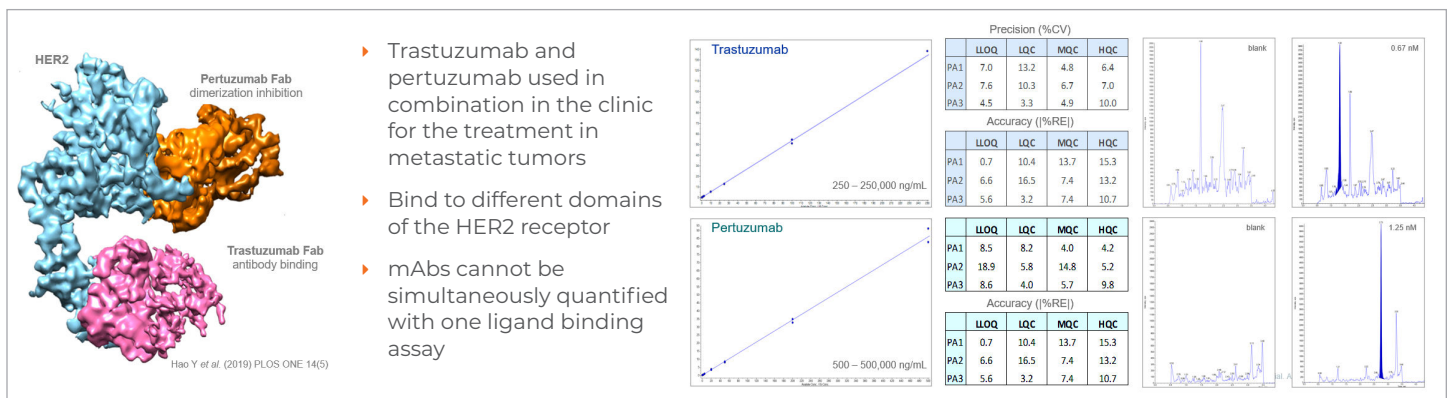 HER2
Pertuzumab Fab
dimerization inhibition
Trastuzumab Fab
antibody binding
Hao Y et al. (2019) PLOS ONE 14(5)
Trastuzumab and
pertuzumab used in
combination in the clinic
for the treatment in
metastatic tumors
Bind to different domains
of the HER2 receptor
mAbs cannot be
simultaneously quantified
with one ligand binding
assay
Trastuzumab
250 – 250,000 ng/mL
Pertuzumab
500 – 500,000 ng/mL
Precision (%CV)
LLOQ LQC MQC HQC
PA1 7.0 13.2 4.8 6.4
PA2 7.6 10.3 6.7 7.0
PA3 4.5 3.3 4.9 10.0
Accuracy (|%RE|)
LLOQ LQC MQC HQC
PA1 0.7 10.4 13.7 15.3
PA2 6.6 16.5 7.4 13.2
PA3 5.6 3.2 7.4 10.7
LLOQ LQC MQC HQC
PA1 8.5 8.2 4.0 4.2
PA2 18.9 5.8 14.8 5.2
PA3 8.6 4.0 5.7 9.8
Accuracy (|%RE|)
LLOQ LQC MQC HQC
PA1 0.7 10.4 13.7 15.3
PA2 6.6 16.5 7.4 13.2
PA3 5.6 3.2 7.4 10.7
blank
0.67 nM
blank
1.25 nM